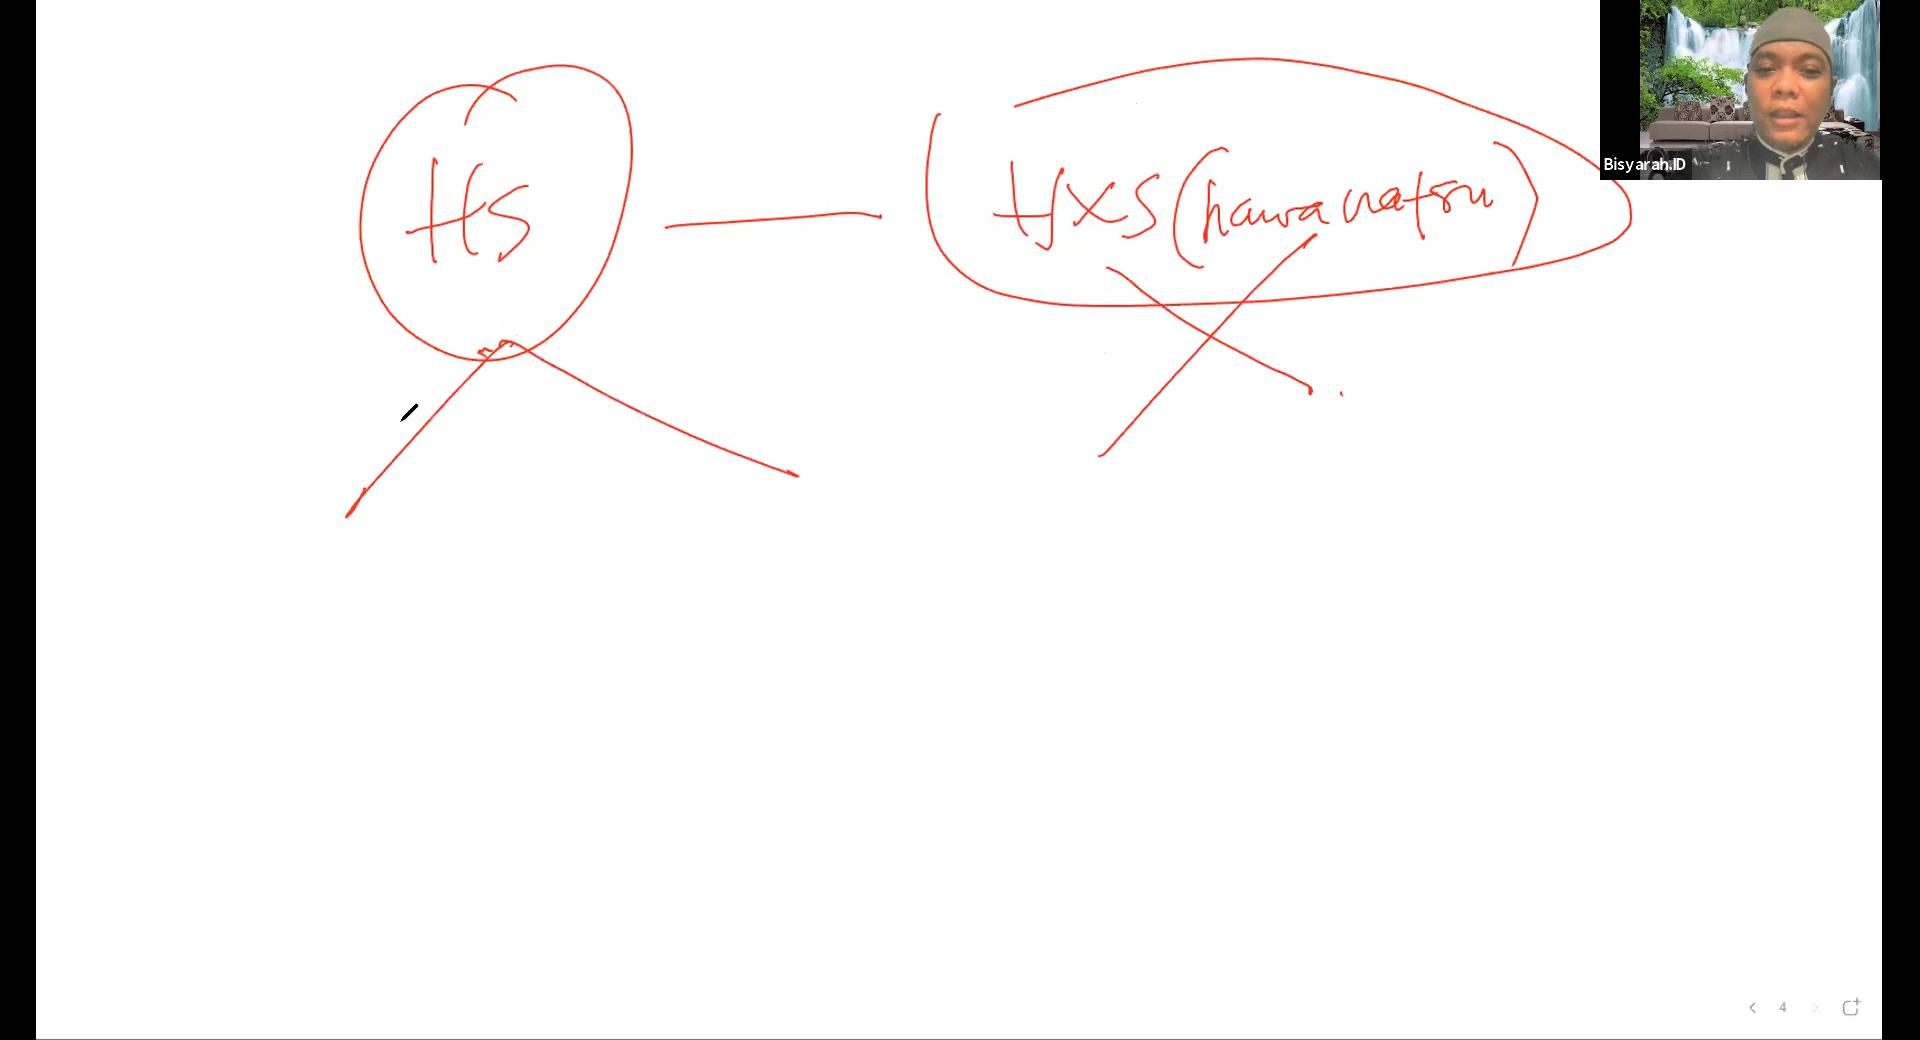 HS — HXS (hawa nafsu)
Bisyarah.ID
4